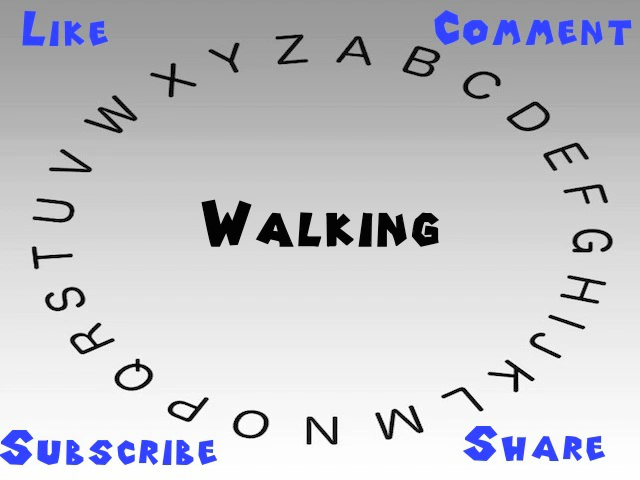 Like
Comment
A B C D E F G H I J K L M N O P Q R S T U V W X Y Z
Walking
Subscribe
Share